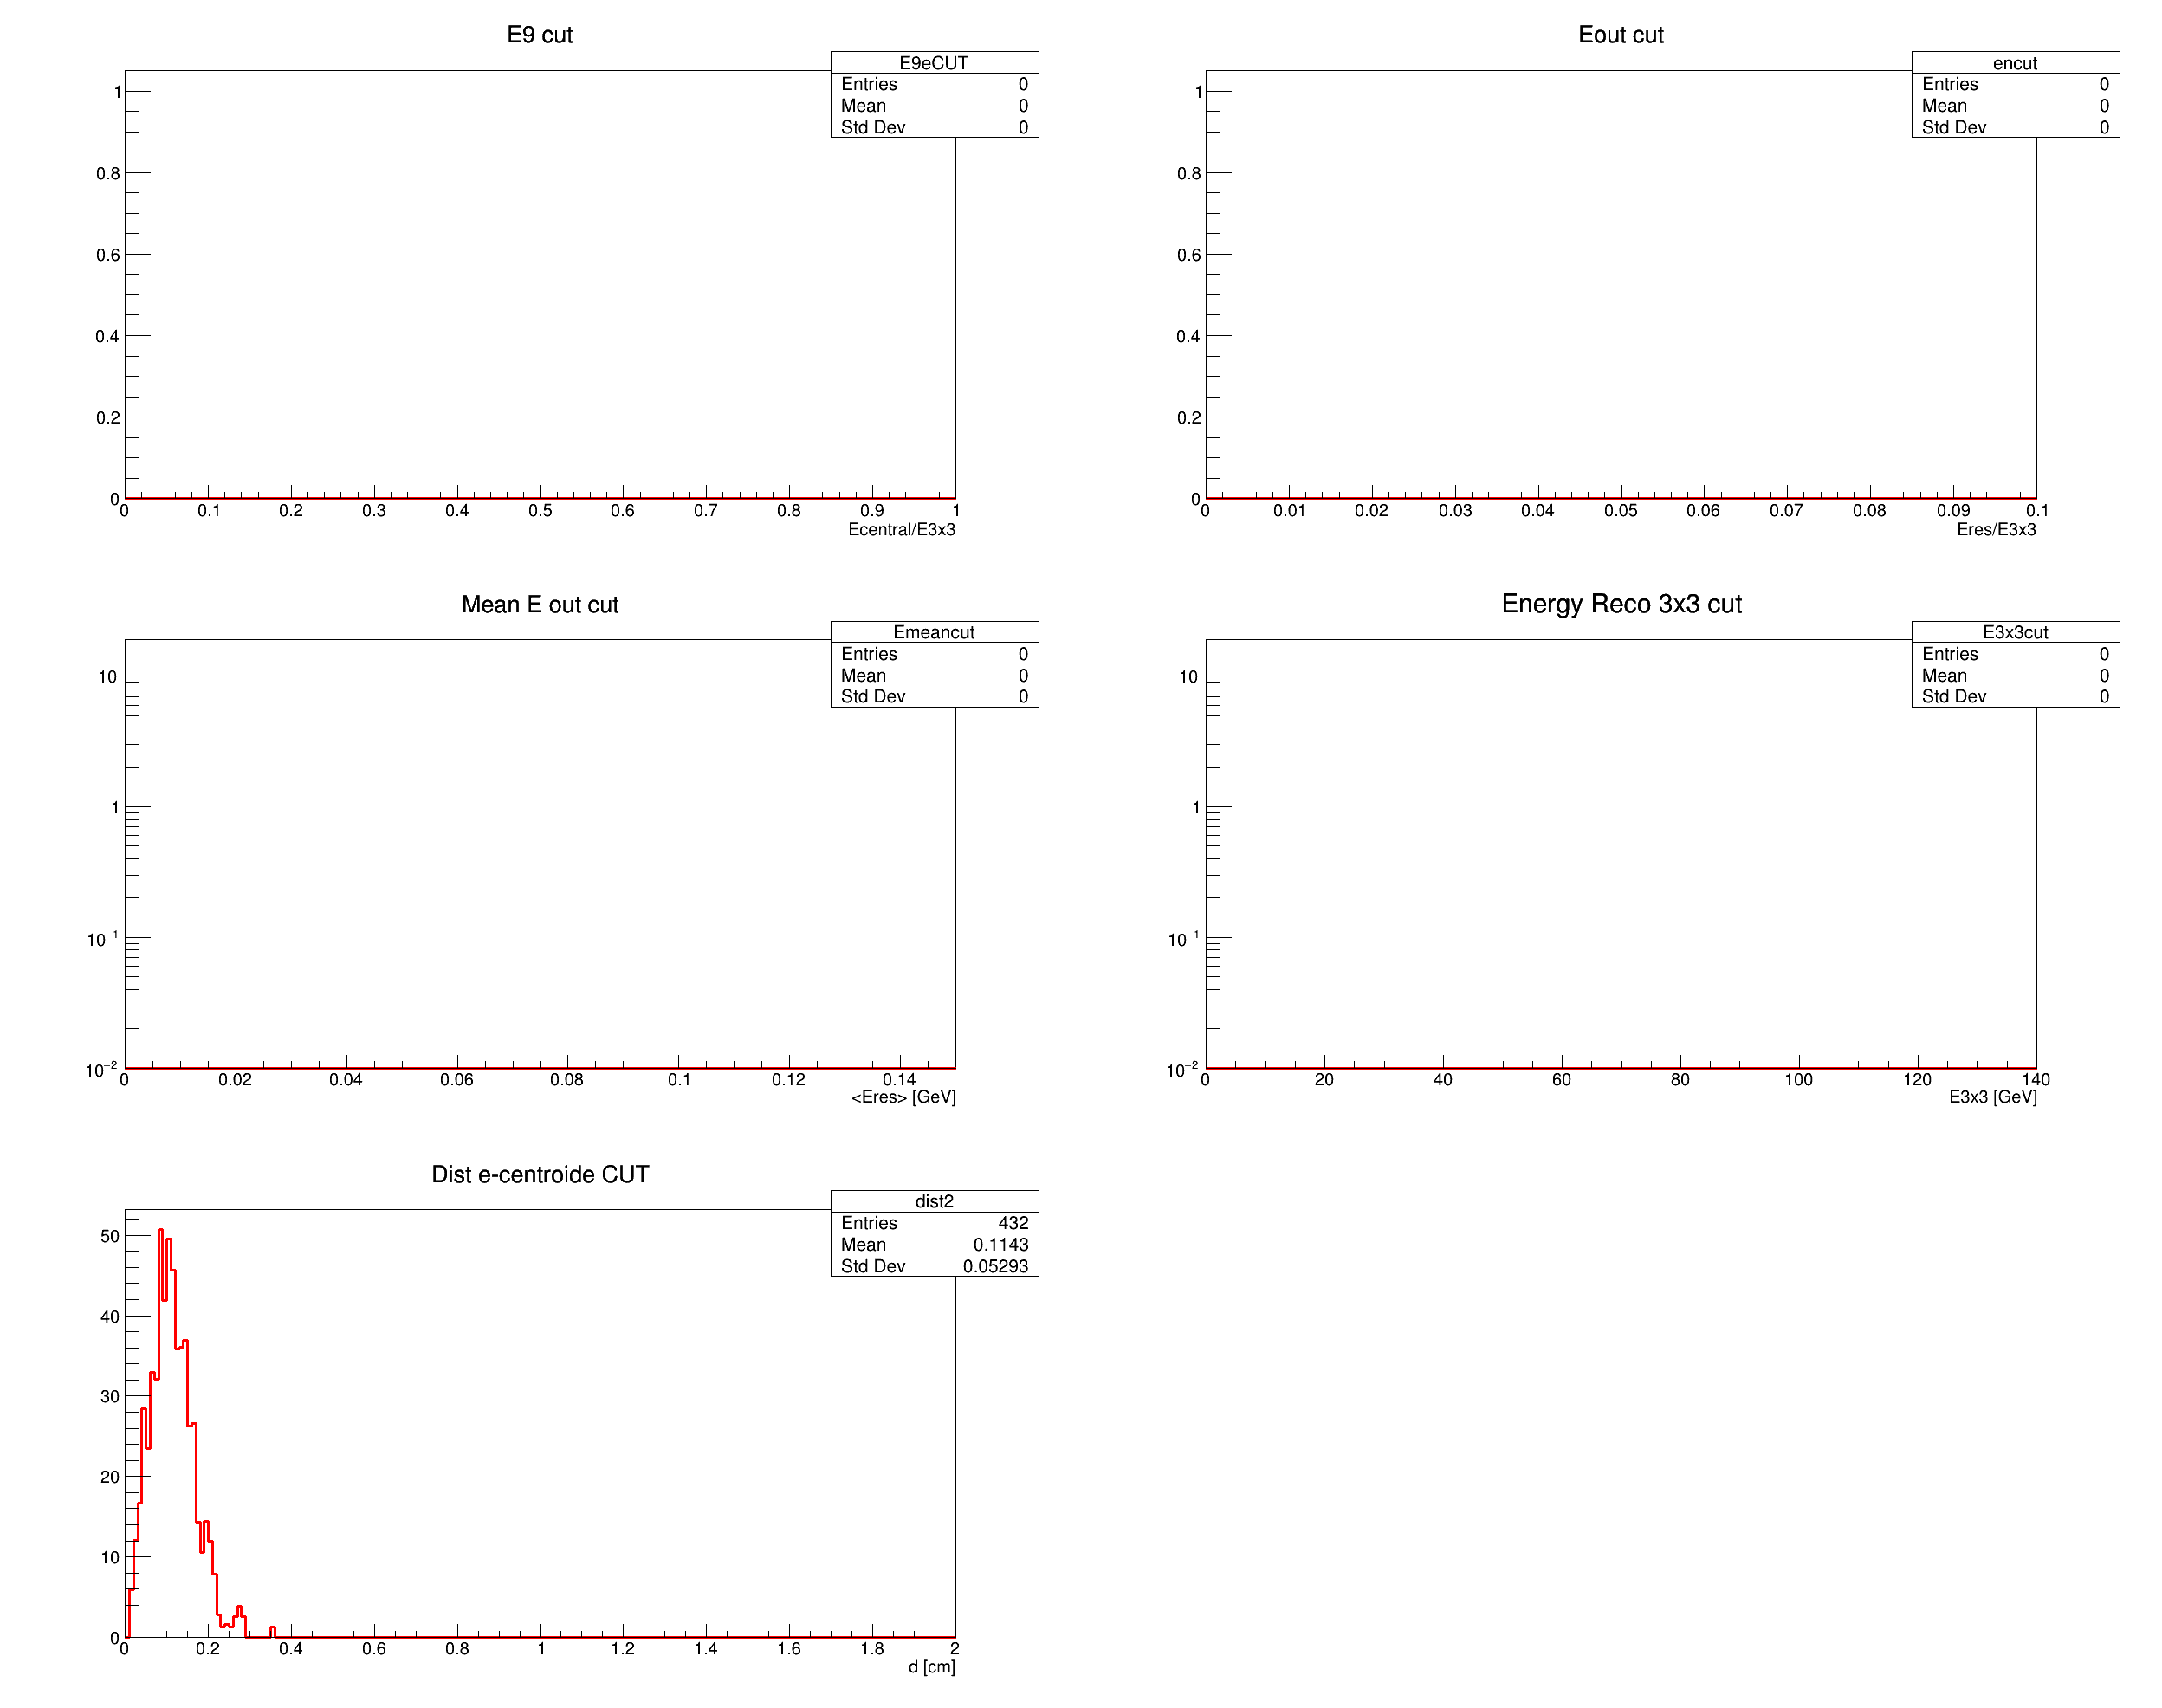 E9 cut
E9eCUT
Entries 0
Mean 0
Std Dev 0
1
0.8
0.6
0.4
0.2
0
0 0.1 0.2 0.3 0.4 0.5 0.6 0.7 0.8 0.9 1
Ecentral/E3x3
Eout cut
encut
Entries 0
Mean 0
Std Dev 0
1
0.8
0.6
0.4
0.2
0
0 0.01 0.02 0.03 0.04 0.05 0.06 0.07 0.08 0.09 0.1
Eres/E3x3
Mean E out cut
Emeancut
Entries 0
Mean 0
Std Dev 0
10
1
10⁻¹
10⁻²
0 0.02 0.04 0.06 0.08 0.1 0.12 0.14
<Eres> [GeV]
Energy Reco 3x3 cut
E3x3cut
Entries 0
Mean 0
Std Dev 0
10
1
10⁻¹
10⁻²
0 20 40 60 80 100 120 140
E3x3 [GeV]
Dist e-centroide CUT
dist2
Entries 432
Mean 0.1143
Std Dev 0.05293
50
40
30
20
10
0
0 0.2 0.4 0.6 0.8 1 1.2 1.4 1.6 1.8 2
d [cm]